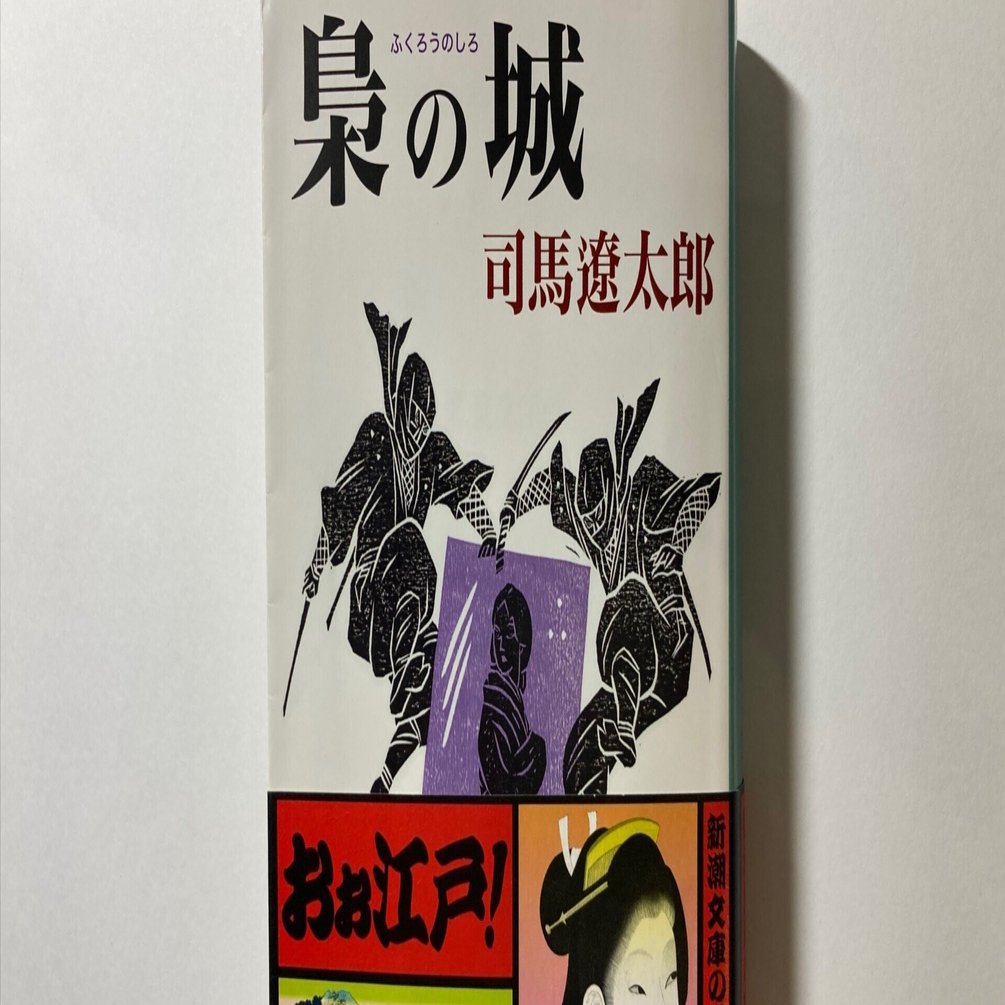 ふくろうのしろ
梟の城
司馬遼太郎
おぉ江戸!
新潮文庫の